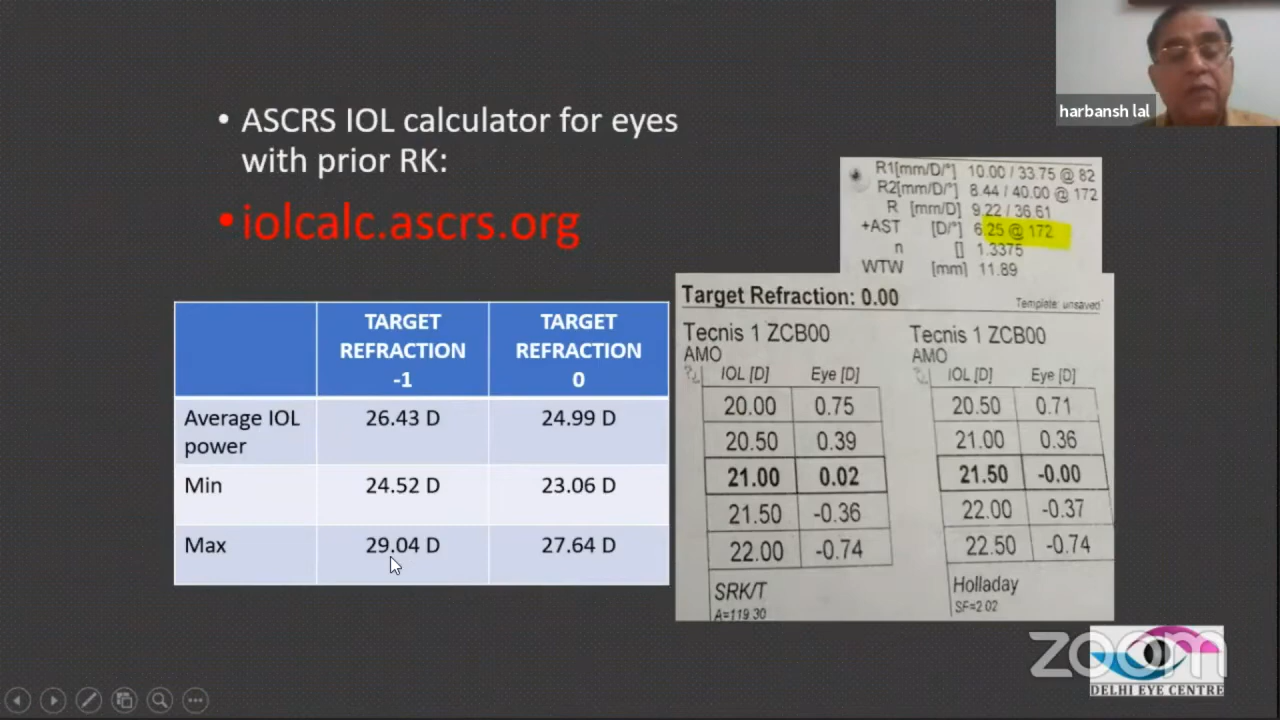 harbansh lal
• ASCRS IOL calculator for eyes
with prior RK:
• iolcalc.ascrs.org
R1[mm/D/°] 10.00 / 33.75 @ 82
R2[mm/D/°] 8.44 / 40.00 @ 172
R [mm/D] 9.22 / 36.61
+AST [D/°] 6.25 @ 172
n [] 1.3375
WTW [mm] 11.89
TARGET REFRACTION -1 TARGET REFRACTION 0
Average IOL power 26.43 D 24.99 D
Min 24.52 D 23.06 D
Max 29.04 D 27.64 D
Target Refraction: 0.00 Template: unsaved
Tecnis 1 ZCB00
AMO
IOL [D] Eye [D]
20.00 0.75
20.50 0.39
21.00 0.02
21.50 -0.36
22.00 -0.74
SRK/T
A=119.30
Tecnis 1 ZCB00
AMO
IOL [D] Eye [D]
20.50 0.71
21.00 0.36
21.50 -0.00
22.00 -0.37
22.50 -0.74
Holladay
SF=2.02
zoom
DELHI EYE CENTRE